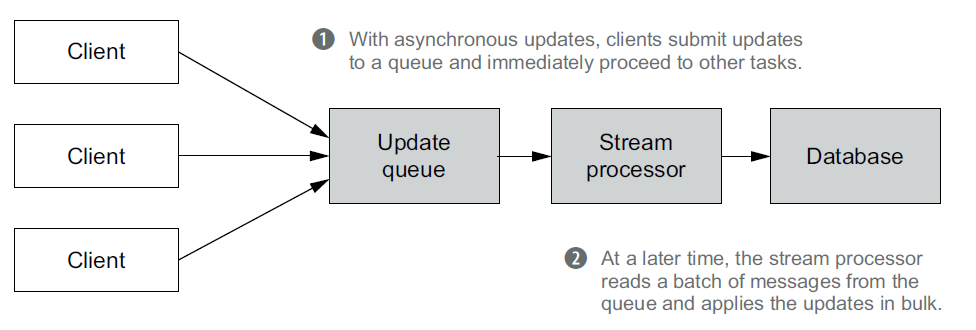 Client
1 With asynchronous updates, clients submit updates
to a queue and immediately proceed to other tasks.
Client
Update
queue
Stream
processor
Database
Client
2 At a later time, the stream processor
reads a batch of messages from the
queue and applies the updates in bulk.